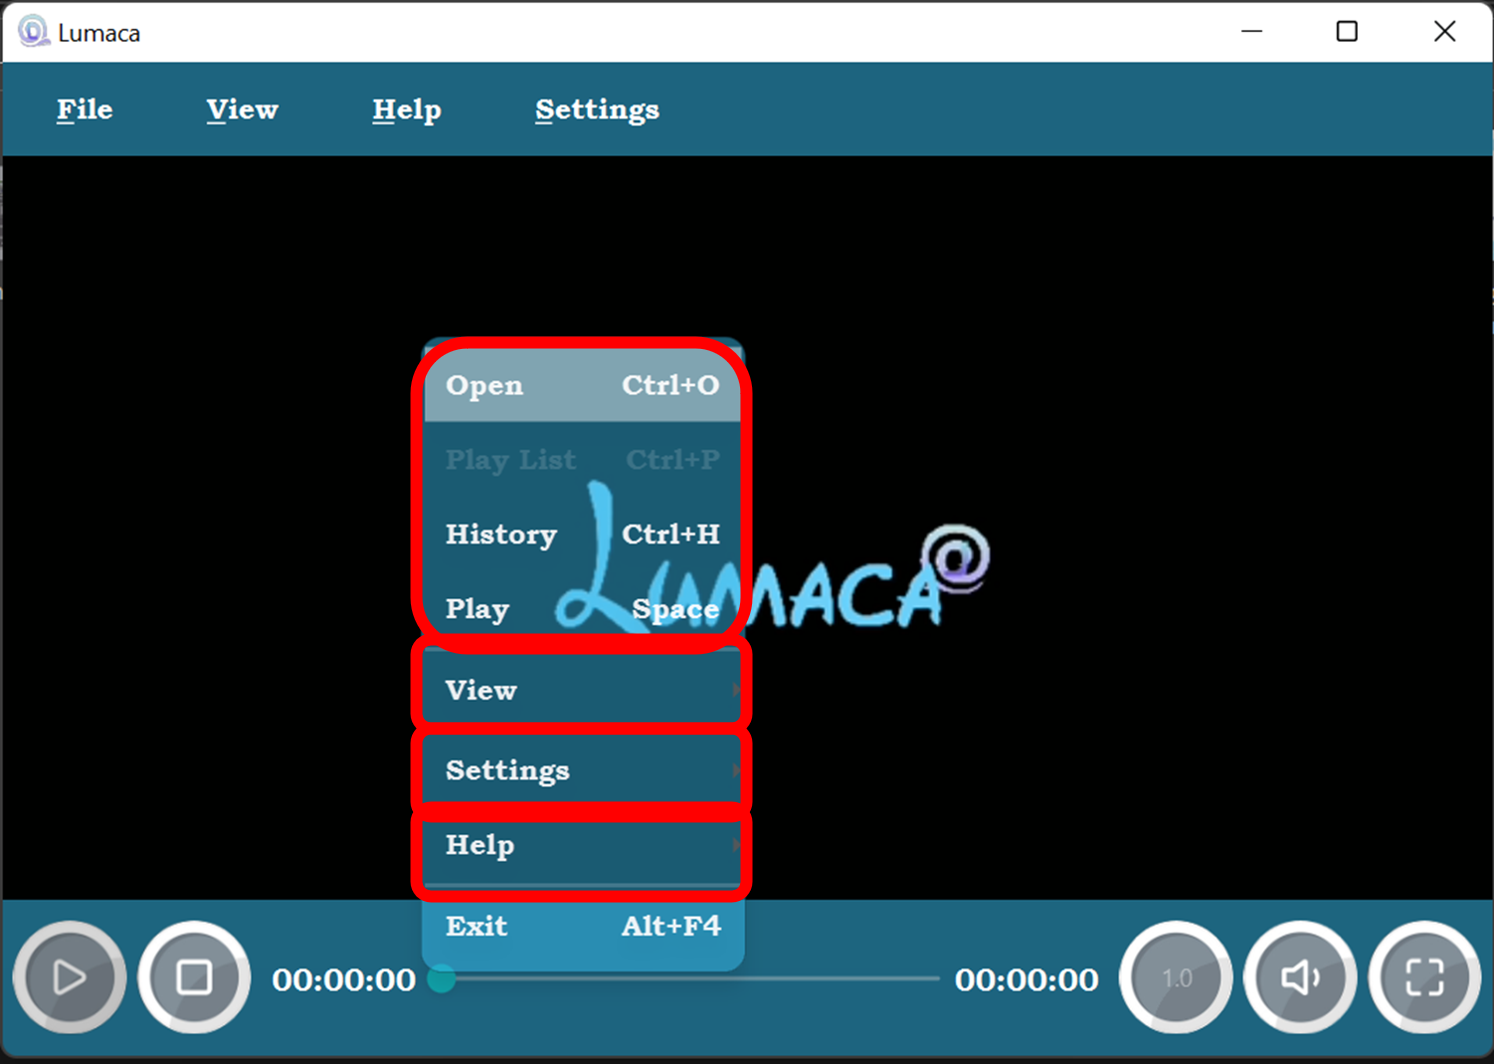 Lumaca
File View Help Settings
Open Ctrl+O
Play List Ctrl+P
History Ctrl+H
LUMACA
Play Space
View
Settings
Help
Exit Alt+F4
00:00:00 00:00:00 1.0